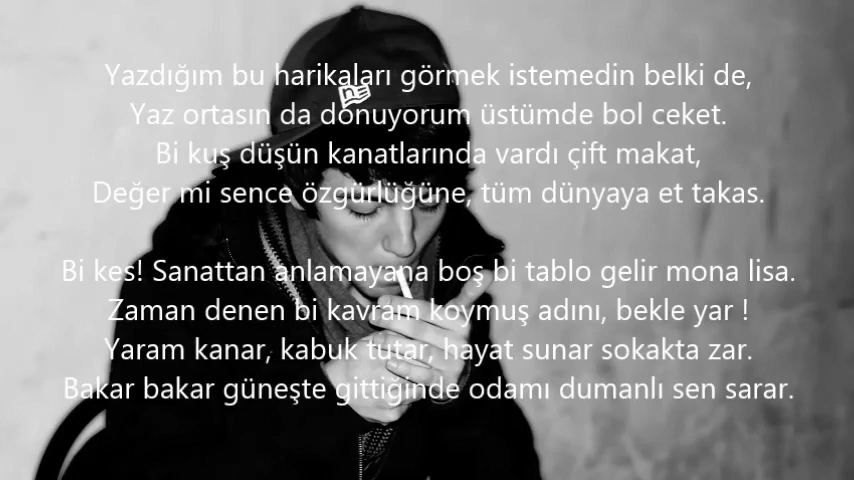 Yazdığım bu harikaları görmek istemedin belki de,
Yaz ortasın da donuyorum üstümde bol ceket.
Bi kuş düşün kanatlarında vardı çift makat,
Değer mi sence özgürlüğüne, tüm dünyaya et takas.
Bi kes! Sanattan anlamayana boş bi tablo gelir mona lisa.
Zaman denen bi kavram koymuş adını, bekle yar !
Yaram kanar, kabuk tutar, hayat sunar sokakta zar.
Bakar bakar güneşte gittiğinde odamı dumanlı sen sarar.